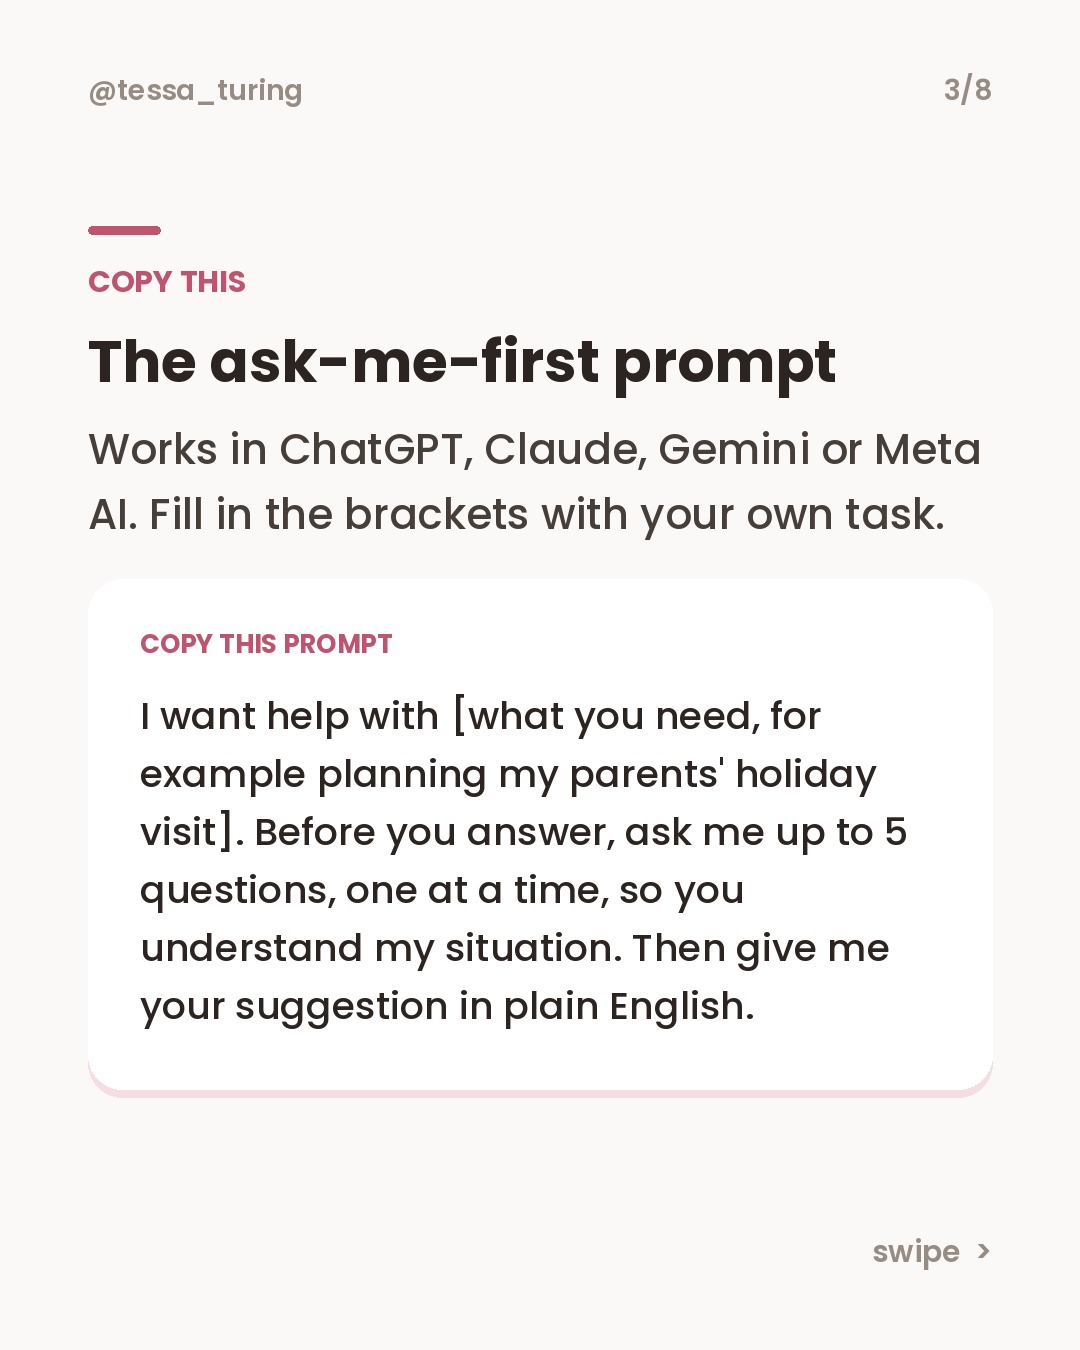 @tessa_turing
3/8
COPY THIS
The ask-me-first prompt
Works in ChatGPT, Claude, Gemini or Meta
AI. Fill in the brackets with your own task.
COPY THIS PROMPT
I want help with [what you need, for
example planning my parents' holiday
visit]. Before you answer, ask me up to 5
questions, one at a time, so you
understand my situation. Then give me
your suggestion in plain English.
swipe >